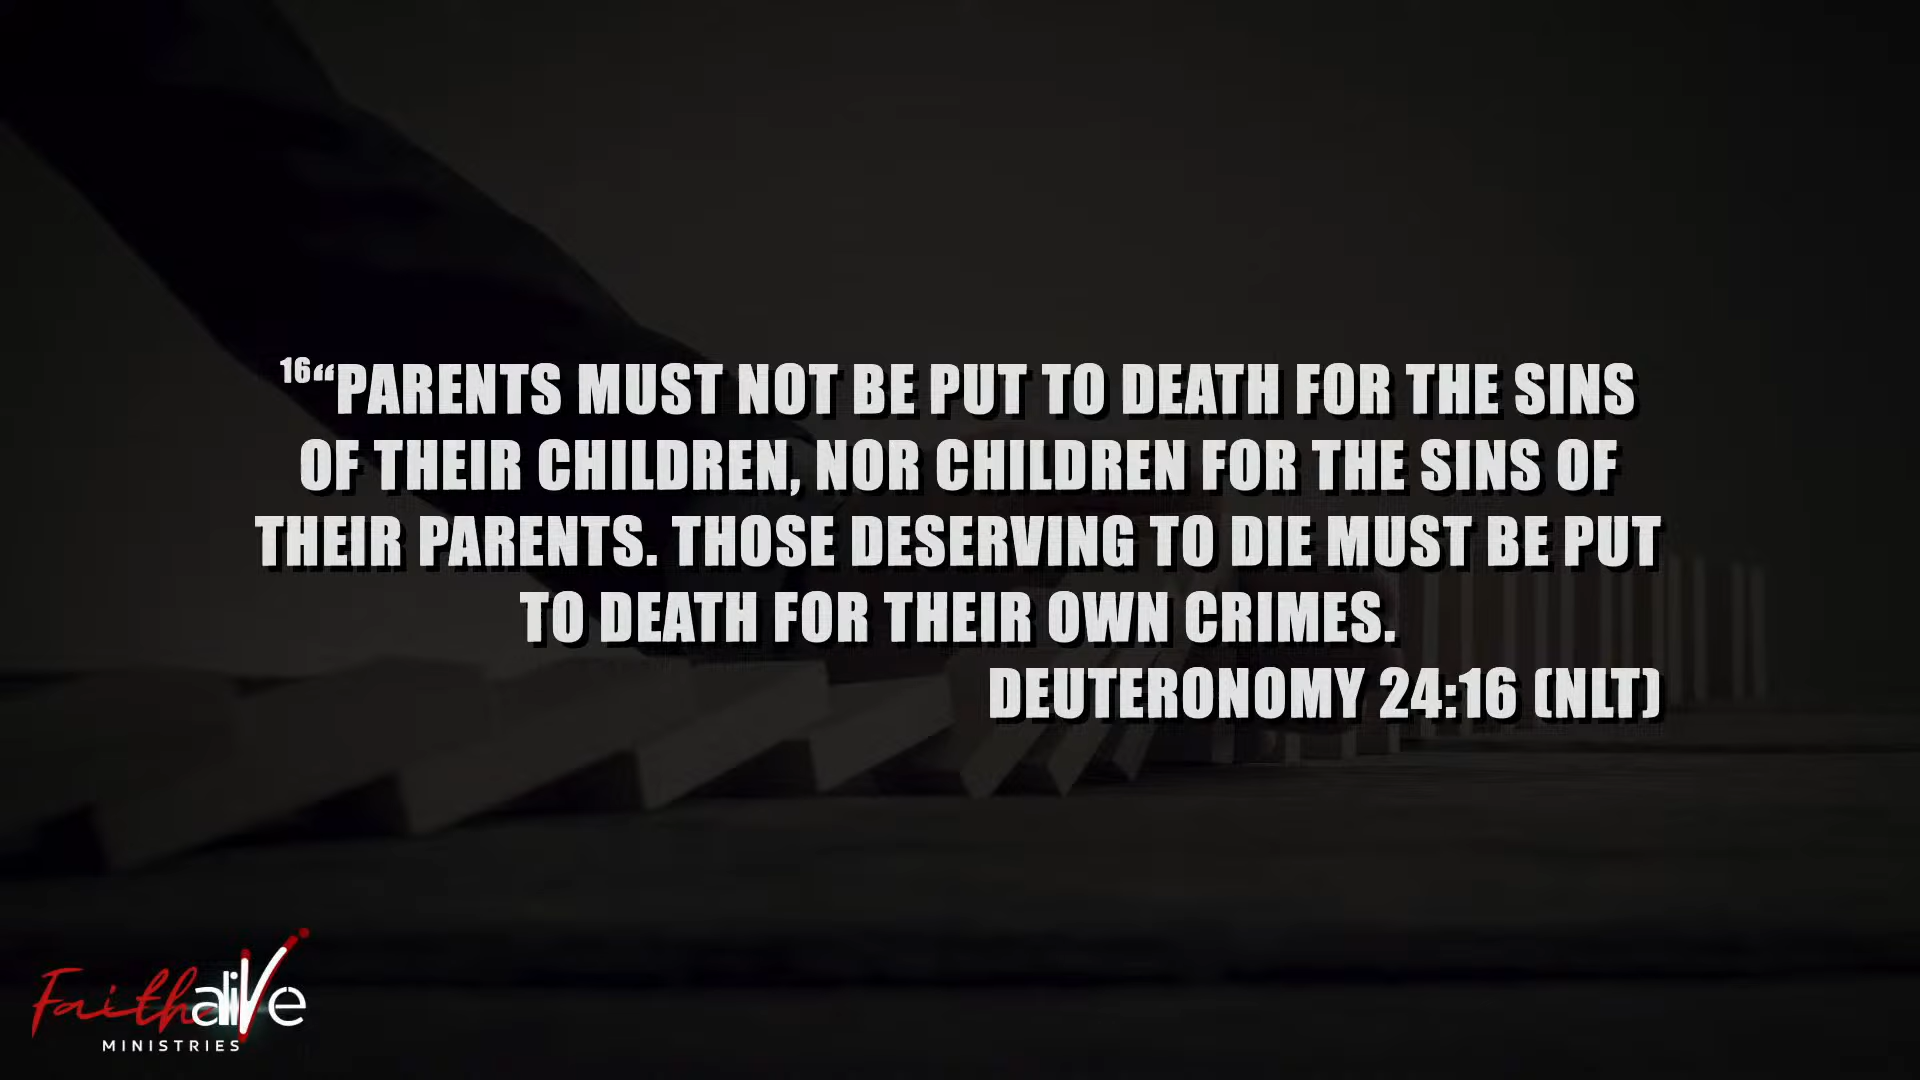 16“PARENTS MUST NOT BE PUT TO DEATH FOR THE SINS
OF THEIR CHILDREN, NOR CHILDREN FOR THE SINS OF
THEIR PARENTS. THOSE DESERVING TO DIE MUST BE PUT
TO DEATH FOR THEIR OWN CRIMES.
DEUTERONOMY 24:16 (NLT)
Faith alive
MINISTRIES